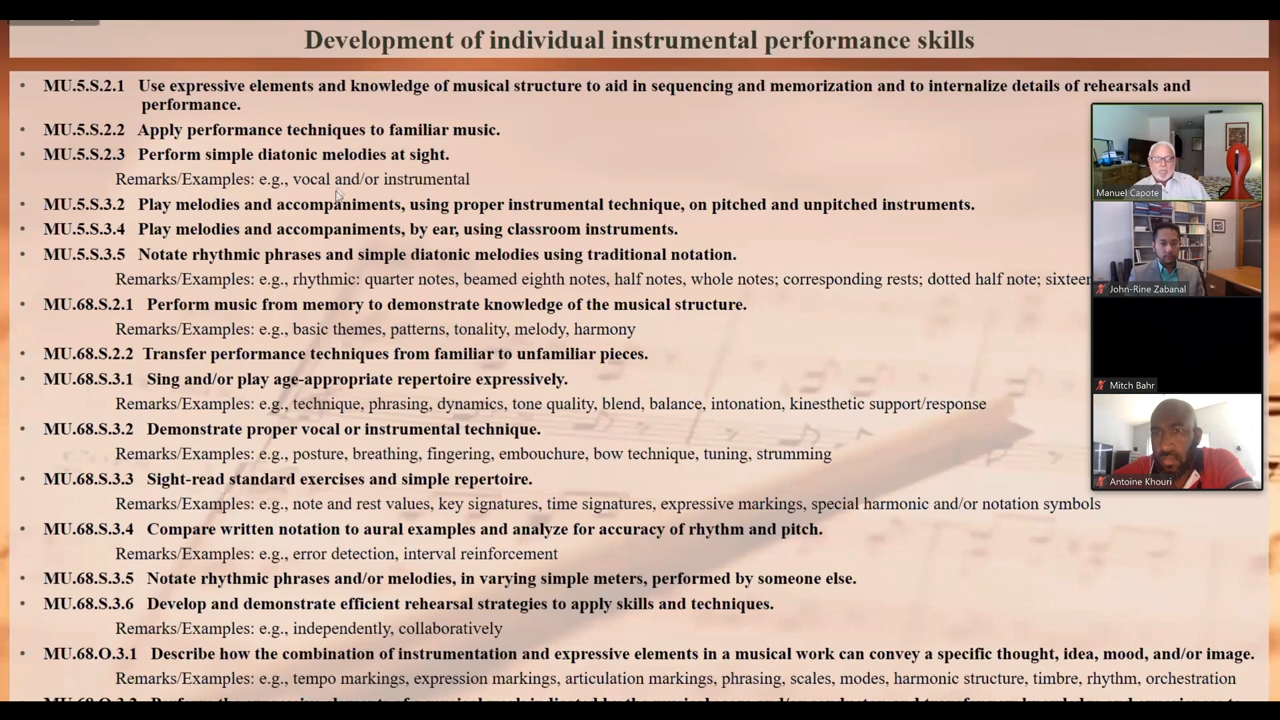 Development of individual instrumental performance skills
• MU.5.S.2.1 Use expressive elements and knowledge of musical structure to aid in sequencing and memorization and to internalize details of rehearsals and
performance.
• MU.5.S.2.2 Apply performance techniques to familiar music.
• MU.5.S.2.3 Perform simple diatonic melodies at sight.
Remarks/Examples: e.g., vocal and/or instrumental
• MU.5.S.3.2 Play melodies and accompaniments, using proper instrumental technique, on pitched and unpitched instruments.
• MU.5.S.3.4 Play melodies and accompaniments, by ear, using classroom instruments.
• MU.5.S.3.5 Notate rhythmic phrases and simple diatonic melodies using traditional notation.
Remarks/Examples: e.g., rhythmic: quarter notes, beamed eighth notes, half notes, whole notes; corresponding rests; dotted half note; sixteen
• MU.68.S.2.1 Perform music from memory to demonstrate knowledge of the musical structure.
Remarks/Examples: e.g., basic themes, patterns, tonality, melody, harmony
• MU.68.S.2.2 Transfer performance techniques from familiar to unfamiliar pieces.
• MU.68.S.3.1 Sing and/or play age-appropriate repertoire expressively.
Remarks/Examples: e.g., technique, phrasing, dynamics, tone quality, blend, balance, intonation, kinesthetic support/response
• MU.68.S.3.2 Demonstrate proper vocal or instrumental technique.
Remarks/Examples: e.g., posture, breathing, fingering, embouchure, bow technique, tuning, strumming
• MU.68.S.3.3 Sight-read standard exercises and simple repertoire.
Remarks/Examples: e.g., note and rest values, key signatures, time signatures, expressive markings, special harmonic and/or notation symbols
• MU.68.S.3.4 Compare written notation to aural examples and analyze for accuracy of rhythm and pitch.
Remarks/Examples: e.g., error detection, interval reinforcement
• MU.68.S.3.5 Notate rhythmic phrases and/or melodies, in varying simple meters, performed by someone else.
• MU.68.S.3.6 Develop and demonstrate efficient rehearsal strategies to apply skills and techniques.
Remarks/Examples: e.g., independently, collaboratively
• MU.68.O.3.1 Describe how the combination of instrumentation and expressive elements in a musical work can convey a specific thought, idea, mood, and/or image.
Remarks/Examples: e.g., tempo markings, expression markings, articulation markings, phrasing, scales, modes, harmonic structure, timbre, rhythm, orchestration
Manuel Capote
John-Rine Zabanal
Mitch Bahr
Antoine Khouri